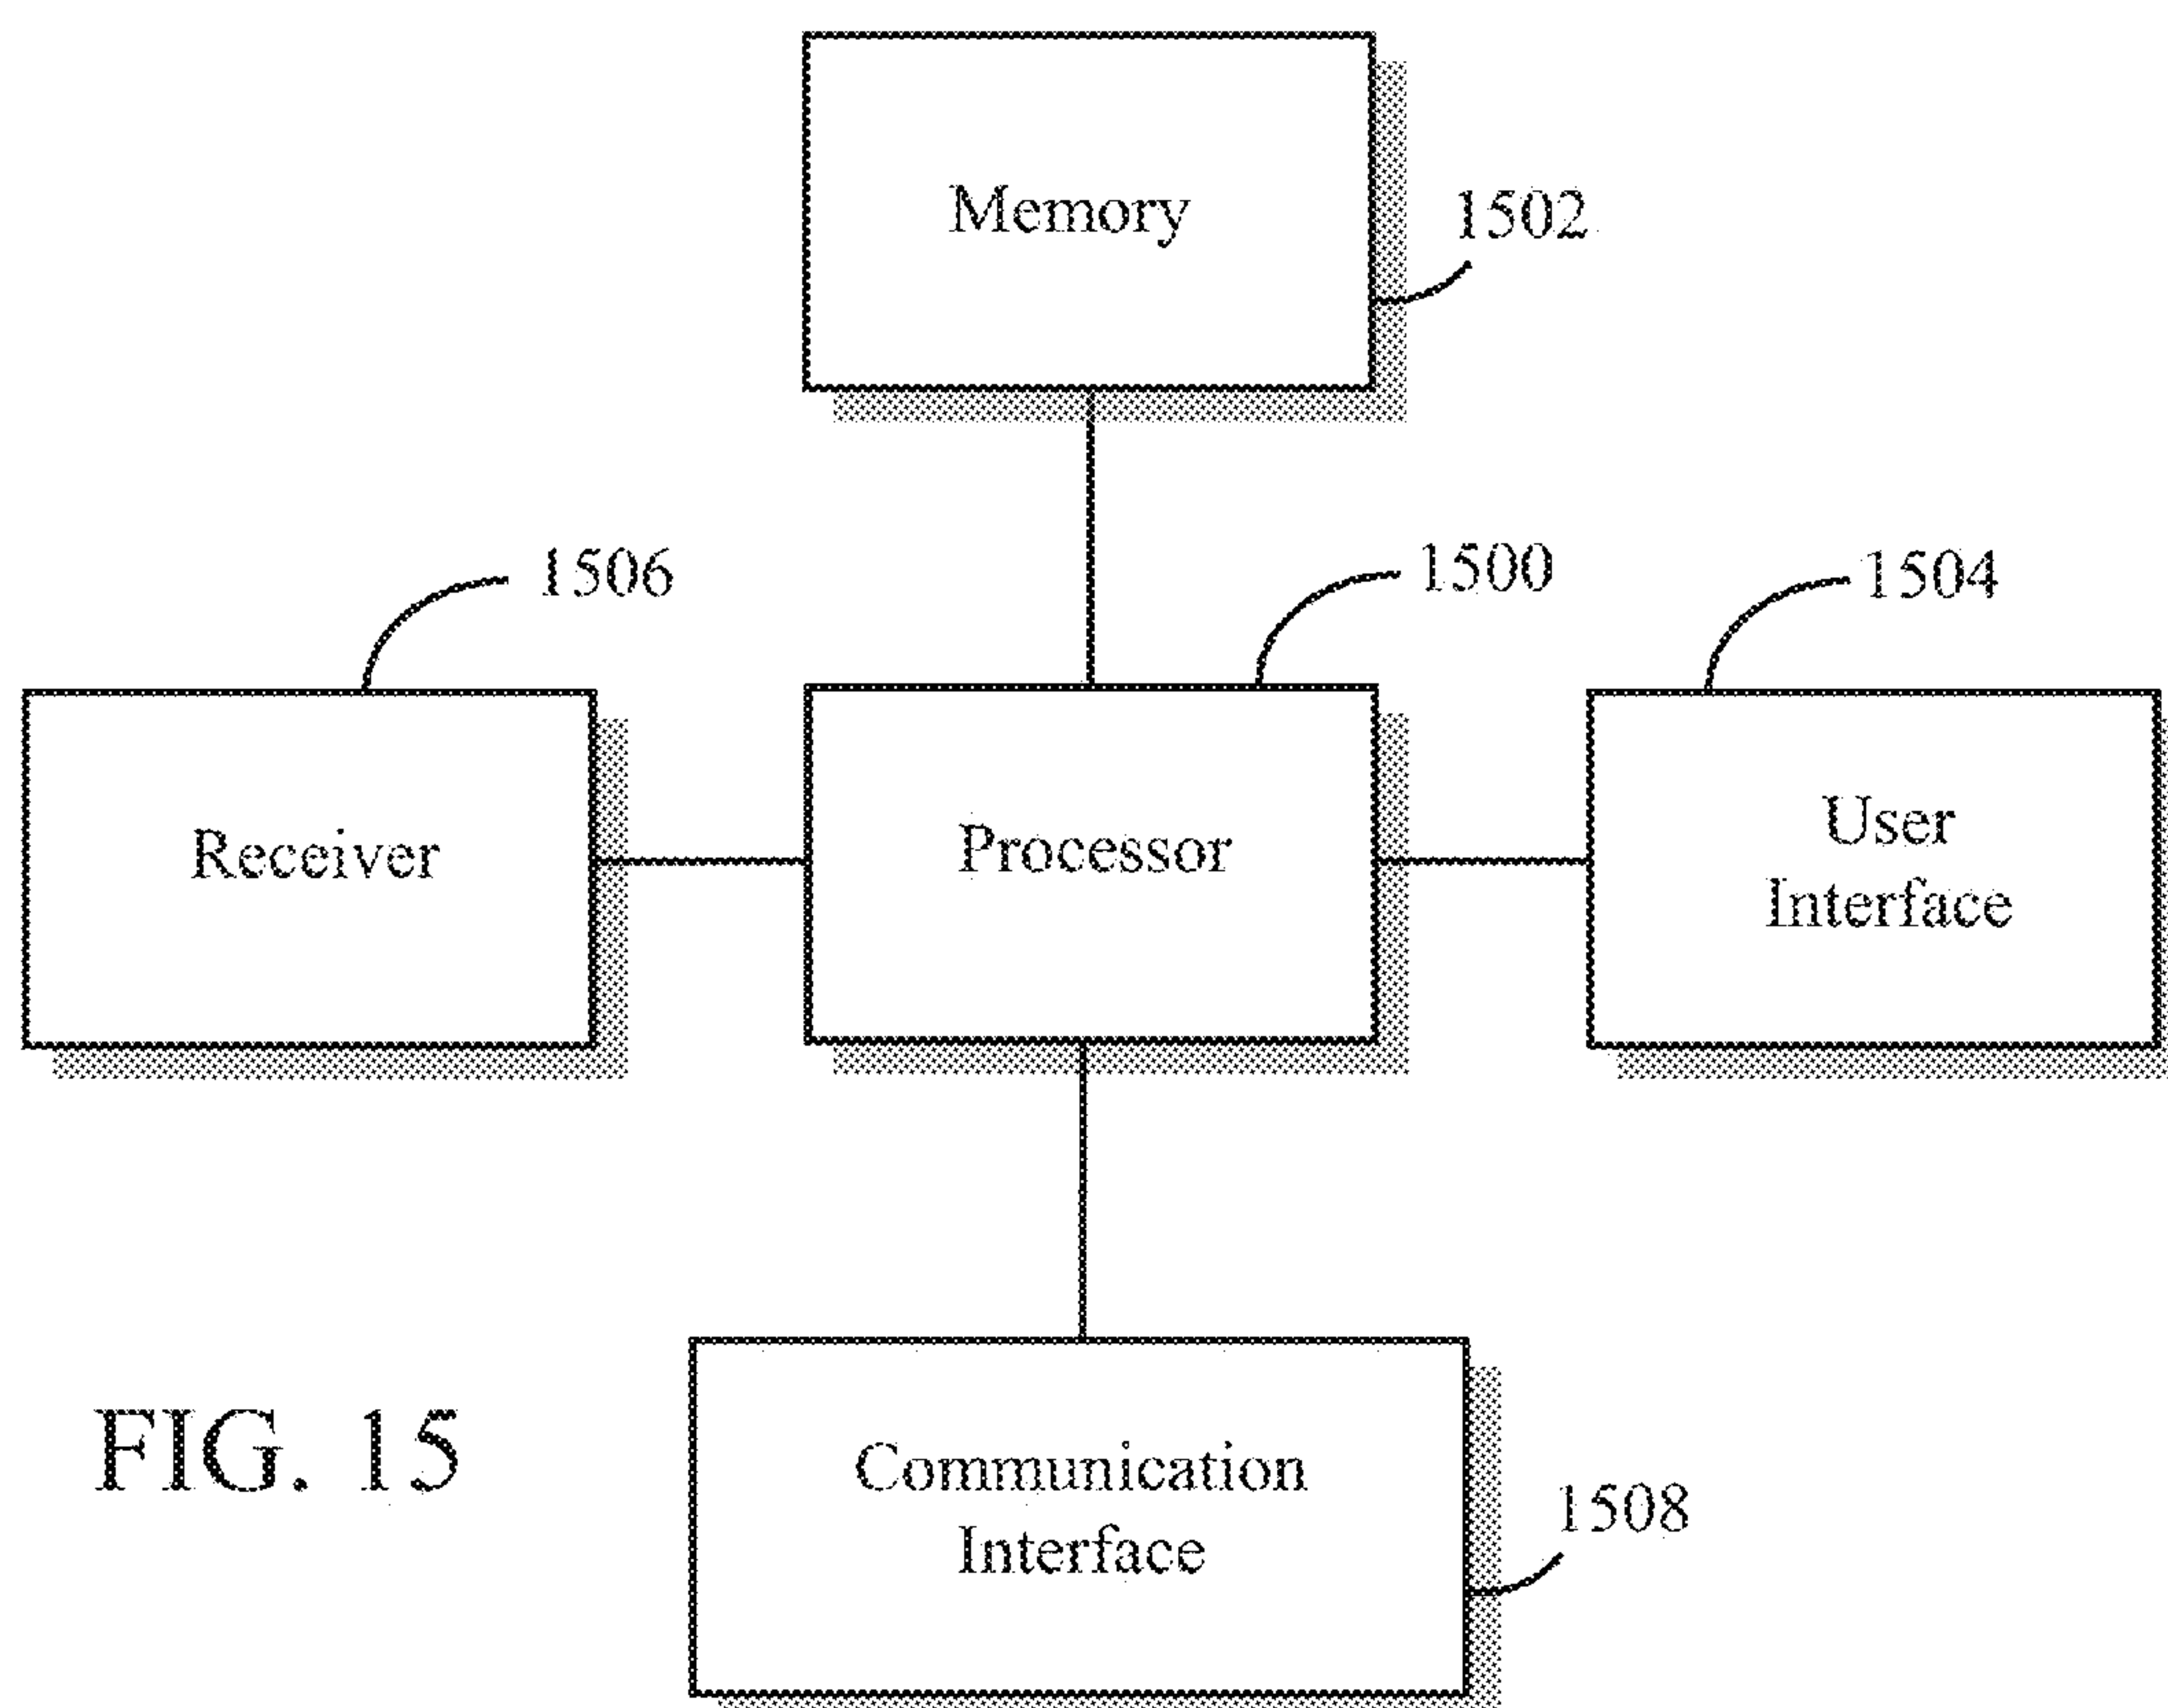 Memory
1502
1506
1500
1504
Receiver
Processor
User
Interface
FIG. 15
Communication
Interface
1508